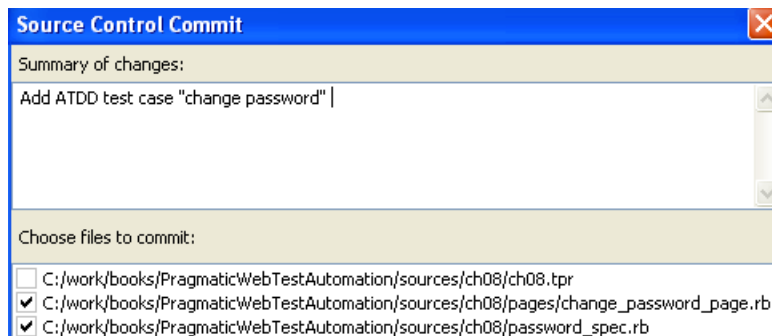 Source Control Commit
Summary of changes:
Add ATDD test case "change password"
Choose files to commit:
C:/work/books/PragmaticWebTestAutomation/sources/ch08/ch08.tpr
C:/work/books/PragmaticWebTestAutomation/sources/ch08/pages/change_password_page.rb
C:/work/books/PragmaticWebTestAutomation/sources/ch08/password_spec.rb